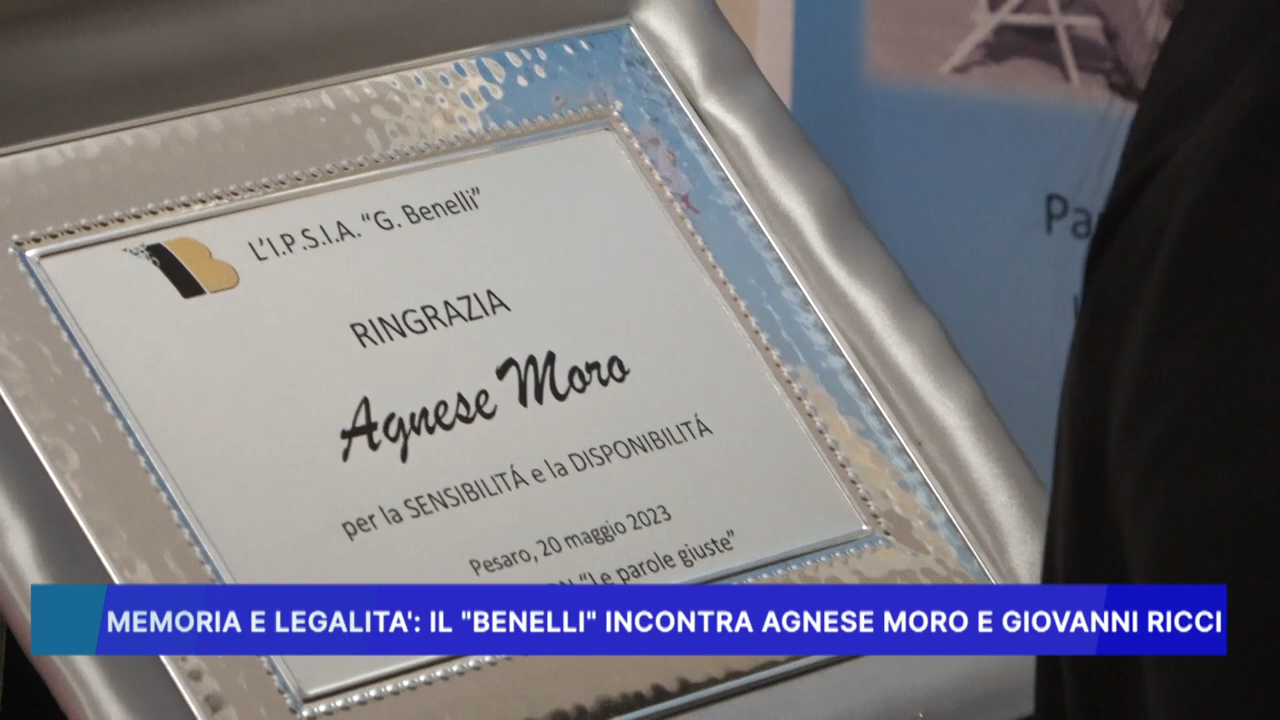 L'I.P.S.I.A. "G. Benelli"
RINGRAZIA
Agnese Moro
per la SENSIBILITÁ e la DISPONIBILITÁ
Pesaro, 20 maggio 2023
"Le parole giuste"
MEMORIA E LEGALITA': IL "BENELLI" INCONTRA AGNESE MORO E GIOVANNI RICCI